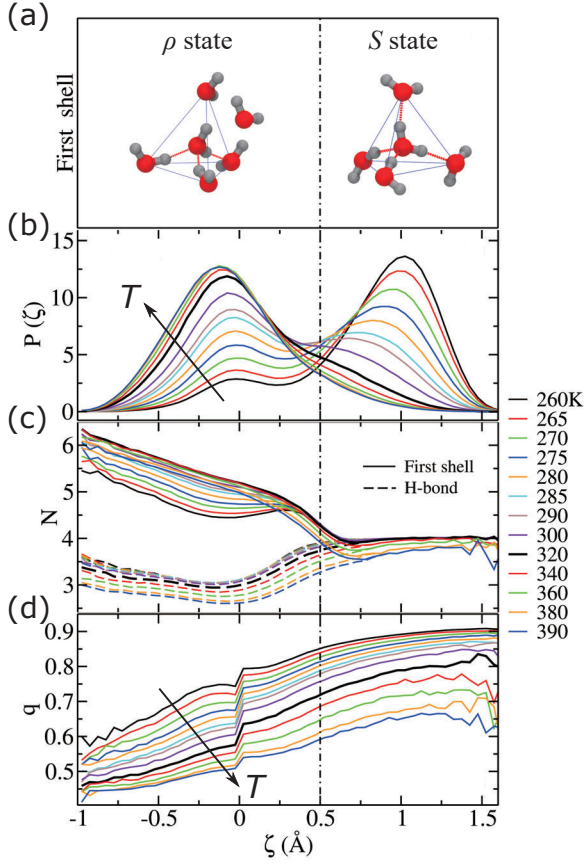 (a)
ρ state
S state
First shell
(b)
15
10
5
0
P (ζ)
T
(c)
6
5
4
3
N
First shell
H-bond
260K
265
270
275
280
285
290
300
320
340
360
380
390
(d)
0.9
0.8
0.7
0.6
0.5
q
T
-1
-0.5
0
0.5
1
1.5
ζ (Å)